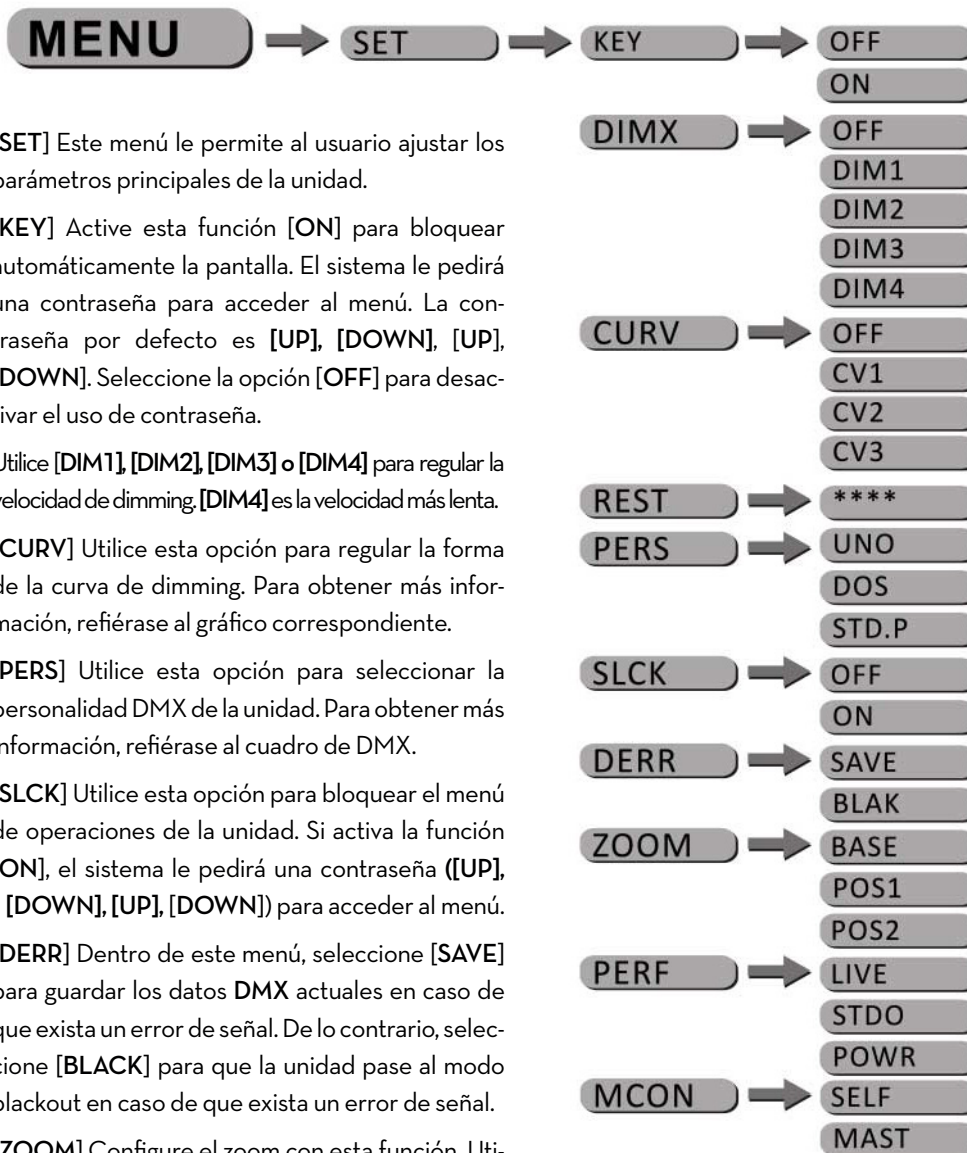 MENU SET KEY OFF
ON
SET] Este menú le permite al usuario ajustar los
parámetros principales de la unidad.
KEY] Active esta función [ON] para bloquear
automáticamente la pantalla. El sistema le pedirá
una contraseña para acceder al menú. La con-
raseña por defecto es [UP], [DOWN], [UP],
DOWN]. Seleccione la opción [OFF] para desac-
ivar el uso de contraseña.
Utilice [DIM1], [DIM2], [DIM3] o [DIM4] para regular la
velocidad de dimming. [DIM4] es la velocidad más lenta.
CURV] Utilice esta opción para regular la forma
de la curva de dimming. Para obtener más infor-
mación, refiérase al gráfico correspondiente.
PERS] Utilice esta opción para seleccionar la
personalidad DMX de la unidad. Para obtener más
información, refiérase al cuadro de DMX.
SLCK] Utilice esta opción para bloquear el menú
de operaciones de la unidad. Si activa la función
ON], el sistema le pedirá una contraseña ([UP],
[DOWN], [UP], [DOWN]) para acceder al menú.
DERR] Dentro de este menú, seleccione [SAVE]
para guardar los datos DMX actuales en caso de
que exista un error de señal. De lo contrario, selec-
cione [BLACK] para que la unidad pase al modo
blackout en caso de que exista un error de señal.
ZOOM] Configure el zoom con esta función. Uti-
DIMX OFF
DIM1
DIM2
DIM3
DIM4
CURV OFF
CV1
CV2
CV3
REST ****
PERS UNO
DOS
STD.P
SLCK OFF
ON
DERR SAVE
BLAK
ZOOM BASE
POS1
POS2
PERF LIVE
STDO
POWR
MCON SELF
MAST